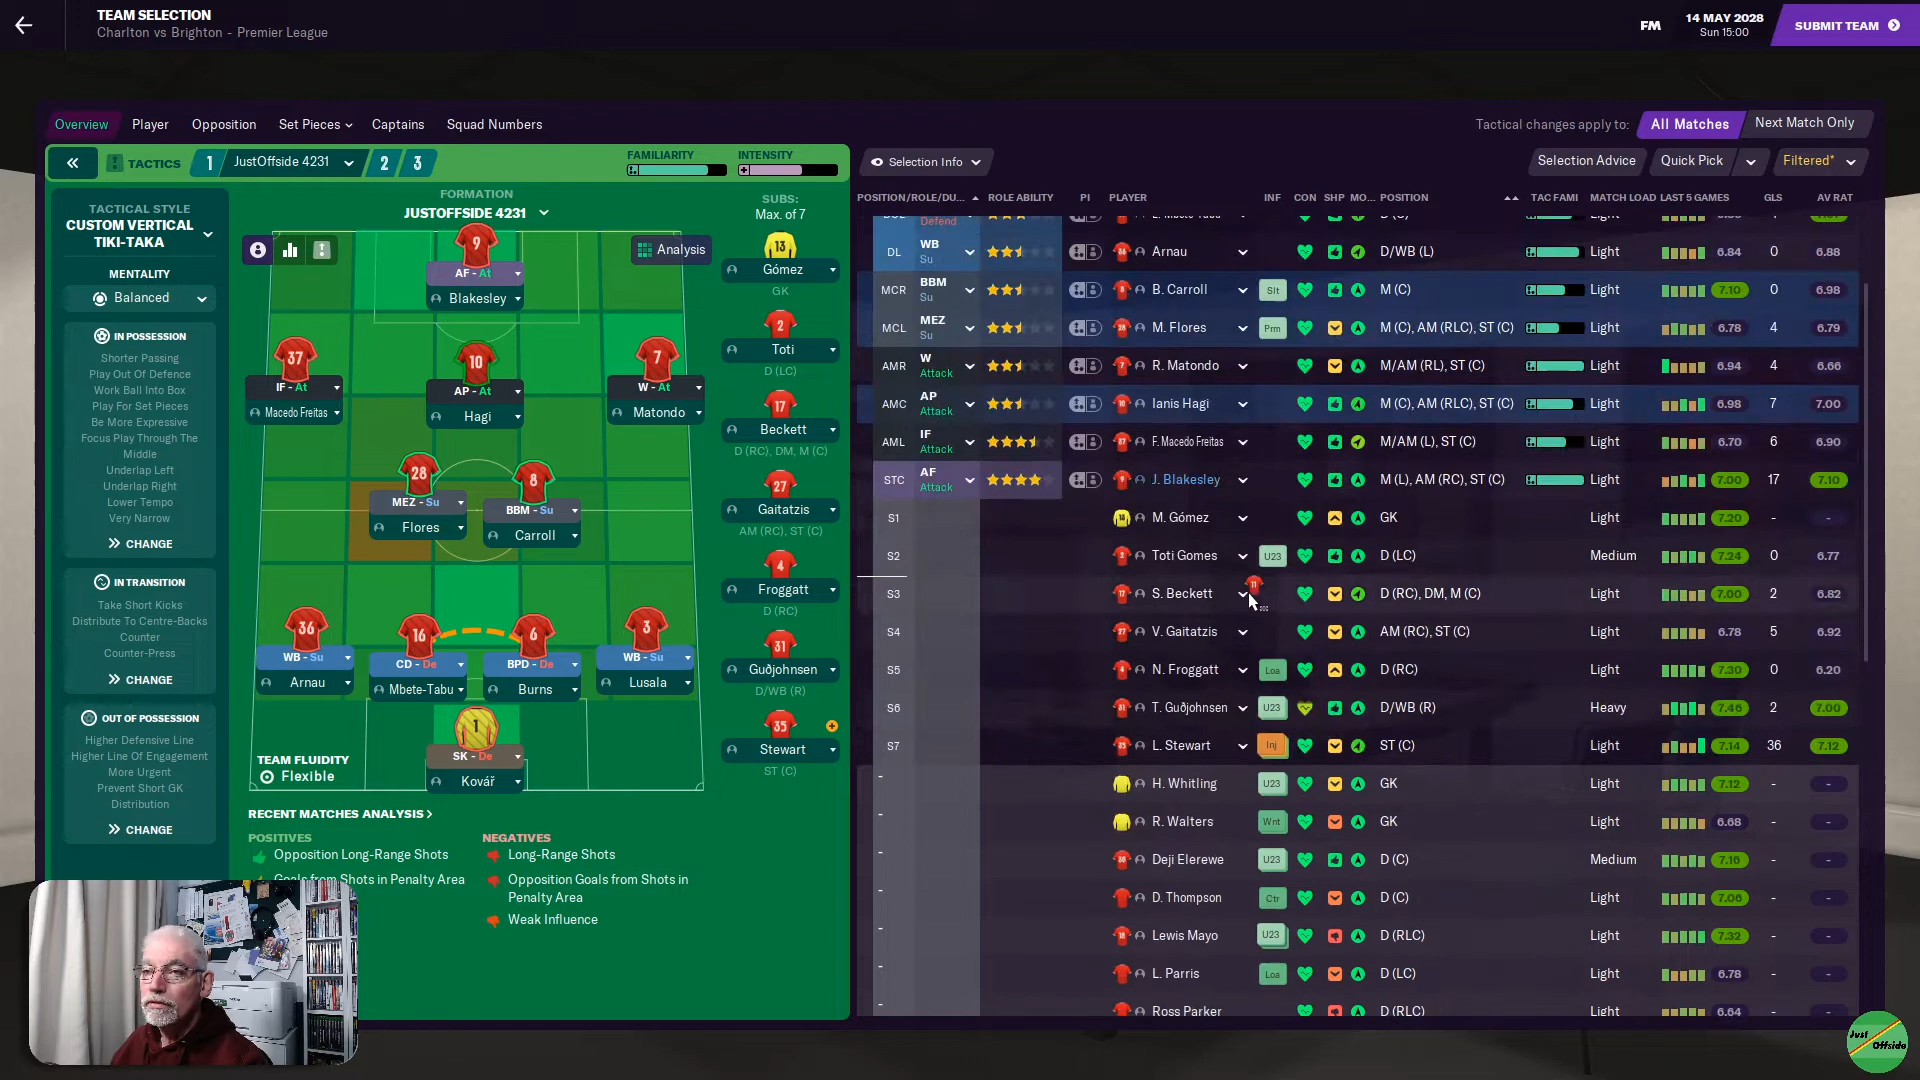 TEAM SELECTION
Charlton vs Brighton - Premier League
FM
14 MAY 2028
Sun 15:00
SUBMIT TEAM
Overview
Player
Opposition
Set Pieces
Captains
Squad Numbers
Tactical changes apply to:
All Matches
Next Match Only
TACTICS
1
JustOffside 4231
2
3
FAMILIARITY
INTENSITY
Selection Info
Selection Advice
Quick Pick
Filtered*
TACTICAL STYLE
CUSTOM VERTICAL
TIKI-TAKA
MENTALITY
Balanced
IN POSSESSION
Shorter Passing
Play Out Of Defence
Work Ball Into Box
Play For Set Pieces
Be More Expressive
Focus Play Through The
Middle
Underlap Left
Underlap Right
Lower Tempo
Very Narrow
CHANGE
IN TRANSITION
Take Short Kicks
Distribute To Centre-Backs
Counter
Counter-Press
CHANGE
OUT OF POSSESSION
Higher Defensive Line
Higher Line of Engagement
More Urgent
Prevent Short GK
Distribution
CHANGE
FORMATION
JUSTOFFSIDE 4231
Analysis
9
AF - At
Blakesley
37
IF - At
Macedo Freitas
10
AP - At
Hagi
7
W - At
Matondo
28
MEZ - Su
Flores
8
BBM - Su
Carroll
36
WB - Su
Arnau
16
CD - De
Mbete-Tabu
6
BPD - De
Burns
3
WB - Su
Lusala
1
SK - De
Kovář
TEAM FLUIDITY
Flexible
SUBS:
Max. of 7
13
Gómez
GK
2
Toti
D (LC)
17
Beckett
D (RC), DM, M (C)
27
Gaitatzis
AM (RC), ST (C)
4
Froggatt
D (RC)
31
Guðjohnsen
D/WB (R)
35
Stewart
ST (C)
RECENT MATCHES ANALYSIS
POSITIVES
Opposition Long-Range Shots
Goals from Shots in Penalty Area
NEGATIVES
Long-Range Shots
Opposition Goals from Shots in
Penalty Area
Weak Influence
POSITION/ROLE/DU... ROLE ABILITY PI PLAYER INF CON SHP MO... POSITION TAC FAMI MATCH LOAD LAST 5 GAMES GLS AV RAT
Defend
DL WB Su Arnau D/WB (L) Light 6.84 0 6.88
MCR BBM Su B. Carroll Slt M (C) Light 7.10 0 6.98
MCL MEZ Su M. Flores Prm M (C), AM (RLC), ST (C) Light 6.78 4 6.79
AMR W Attack R. Matondo M/AM (RL), ST (C) Light 6.94 4 6.66
AMC AP Attack Ianis Hagi M (C), AM (RLC), ST (C) Light 6.98 7 7.00
AML IF Attack F. Macedo Freitas M/AM (L), ST (C) Light 6.70 6 6.90
STC AF Attack J. Blakesley M (L), AM (RC), ST (C) Light 7.00 17 7.10
S1 M. Gómez GK Light 7.20 - -
S2 Toti Gomes U23 D (LC) Medium 7.24 0 6.77
S3 S. Beckett D (RC), DM, M (C) Light 7.00 2 6.82
S4 V. Gaitatzis AM (RC), ST (C) Light 6.78 5 6.92
S5 N. Froggatt Loa D (RC) Light 7.30 0 6.20
S6 T. Guðjohnsen U23 D/WB (R) Heavy 7.46 2 7.00
S7 L. Stewart Inj ST (C) Light 7.14 36 7.12
- H. Whitling U23 GK Light 7.12 - -
- R. Walters Wnt GK Light 6.68 - -
- Deji Elerewe U23 D (C) Medium 7.16 - -
- D. Thompson Ctr D (C) Light 7.06 - -
- Lewis Mayo U23 D (RLC) Light 7.32 - -
- L. Parris Loa D (LC) Light 6.78 - -
- Ross Parker D (RLC) Light 6.64 - -
Just
Offside